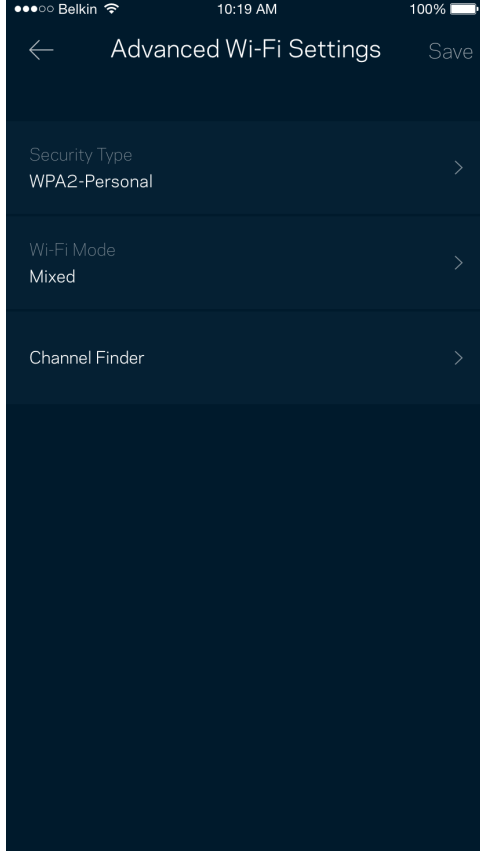 Belkin 10:19 AM 100%
Advanced Wi-Fi Settings Save
Security Type
WPA2-Personal
Wi-Fi Mode
Mixed
Channel Finder